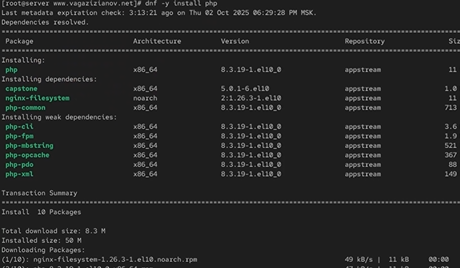 [root@server www.vagarizianov.net]# dnf -y install php
Last metadata expiration check: 3:13:21 ago on Thu 02 Oct 2025 06:29:28 PM MSK.
Dependencies resolved.
Package Architecture Version Repository Siz
Installing:
php x86_64 8.3.19-1.el10_0 appstream 11
Installing dependencies:
capstone x86_64 5.0.1-6.el10 appstream 1.0
nginx-filesystem noarch 2:1.26.3-1.el10 appstream 11
php-common x86_64 8.3.19-1.el10_0 appstream 713
Installing weak dependencies:
php-cli x86_64 8.3.19-1.el10_0 appstream 3.6
php-fpm x86_64 8.3.19-1.el10_0 appstream 1.9
php-mbstring x86_64 8.3.19-1.el10_0 appstream 521
php-opcache x86_64 8.3.19-1.el10_0 appstream 367
php-pdo x86_64 8.3.19-1.el10_0 appstream 88
php-xml x86_64 8.3.19-1.el10_0 appstream 149
Transaction Summary
Install 10 Packages
Total download size: 8.3 M
Installed size: 50 M
Downloading Packages:
(1/10): nginx-filesystem-1.26.3-1.el10.noarch.rpm 49 kB/s | 11 kB 00:00